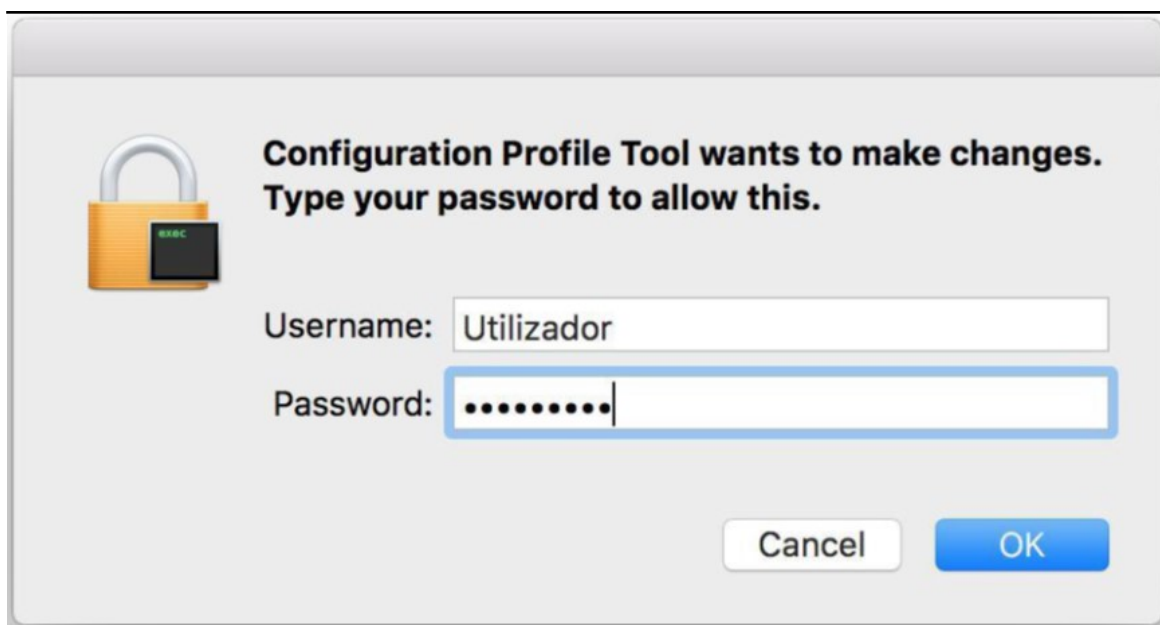 Configuration Profile Tool wants to make changes.
Type your password to allow this.
exec
Username: Utilizador
Password: •••••••••
Cancel OK